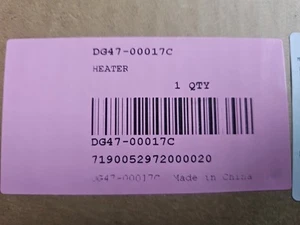 DG47-00017C
HEATER
1 QTY
DG47-00017C
7190052972000020
DG47-00017C Made in China